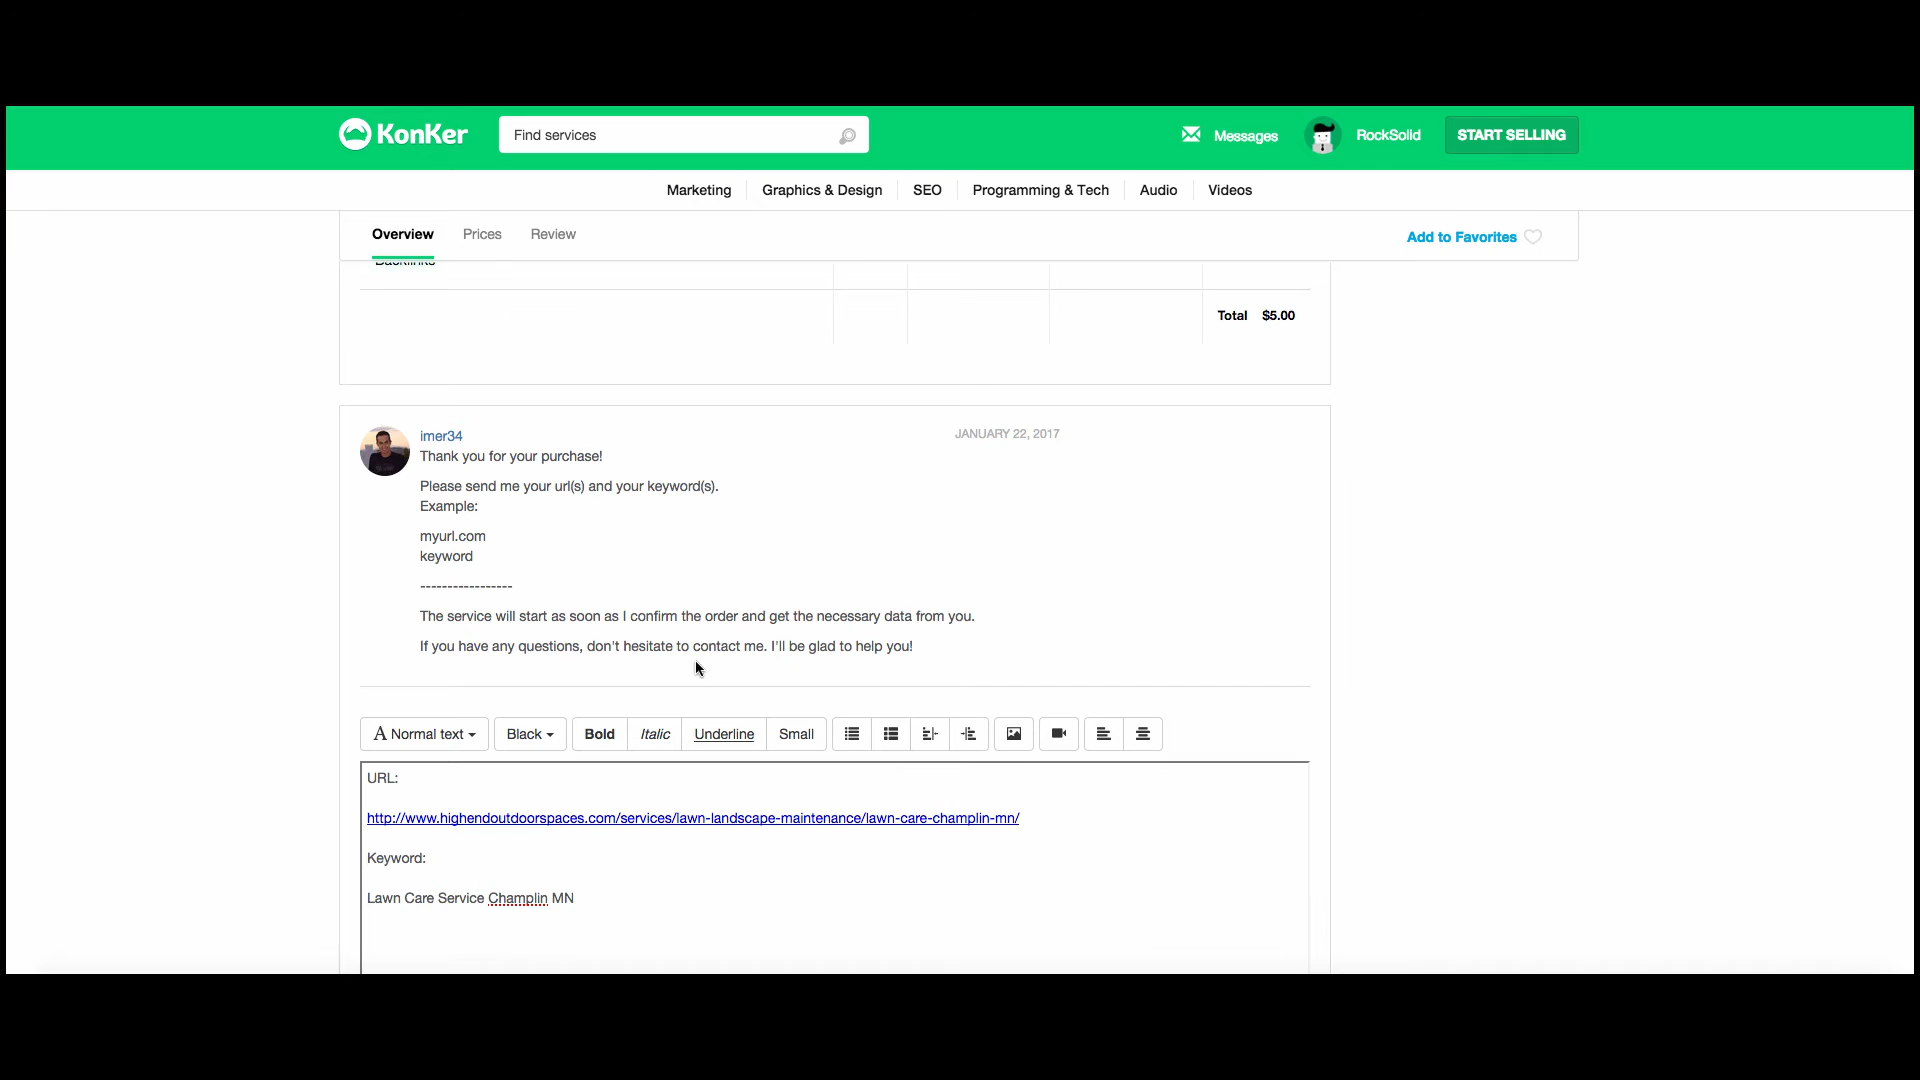 KonKer
Find services
Messages
RockSolid
START SELLING
Marketing
Graphics & Design
SEO
Programming & Tech
Audio
Videos
Overview
Prices
Review
Add to Favorites
Backlinks
Total $5.00
imer34
JANUARY 22, 2017
Thank you for your purchase!
Please send me your url(s) and your keyword(s).
Example:
myurl.com
keyword
-----------------
The service will start as soon as I confirm the order and get the necessary data from you.
If you have any questions, don't hesitate to contact me. I'll be glad to help you!
A Normal text
Black
Bold
Italic
Underline
Small
URL:
http://www.highendoutdoorspaces.com/services/lawn-landscape-maintenance/lawn-care-champlin-mn/
Keyword:
Lawn Care Service Champlin MN